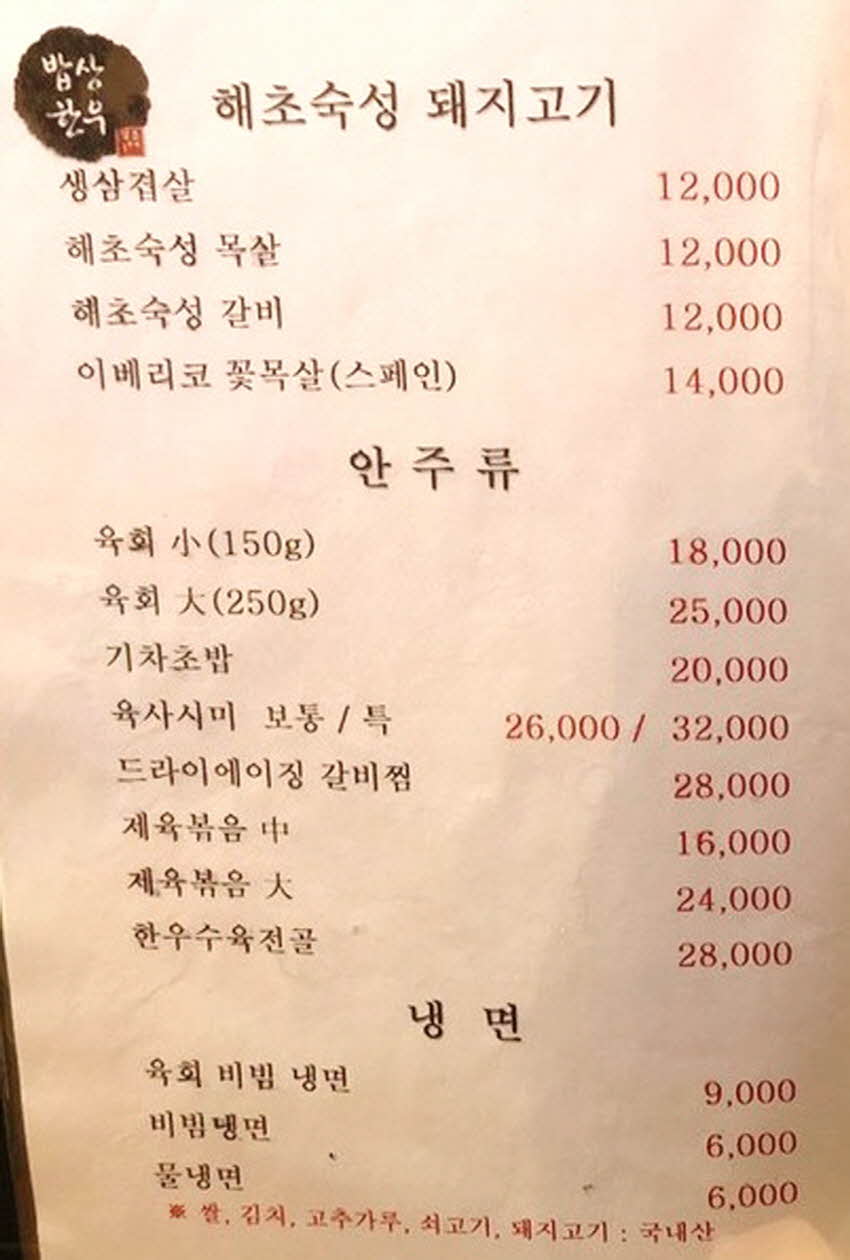 밥상
한우
해초숙성 돼지고기
생삼겹살 12,000
해초숙성 목살 12,000
해초숙성 갈비 12,000
이베리코 꽃목살(스페인) 14,000
안주류
육회 小(150g) 18,000
육회 大(250g) 25,000
기차초밥 20,000
육사시미 보통 / 특 26,000 / 32,000
드라이에이징 갈비찜 28,000
제육볶음 中 16,000
제육볶음 大 24,000
한우수육전골 28,000
냉 면
육회 비빔 냉면 9,000
비빔냉면 6,000
물냉면 6,000
※ 쌀, 김치, 고추가루, 쇠고기, 돼지고기 : 국내산